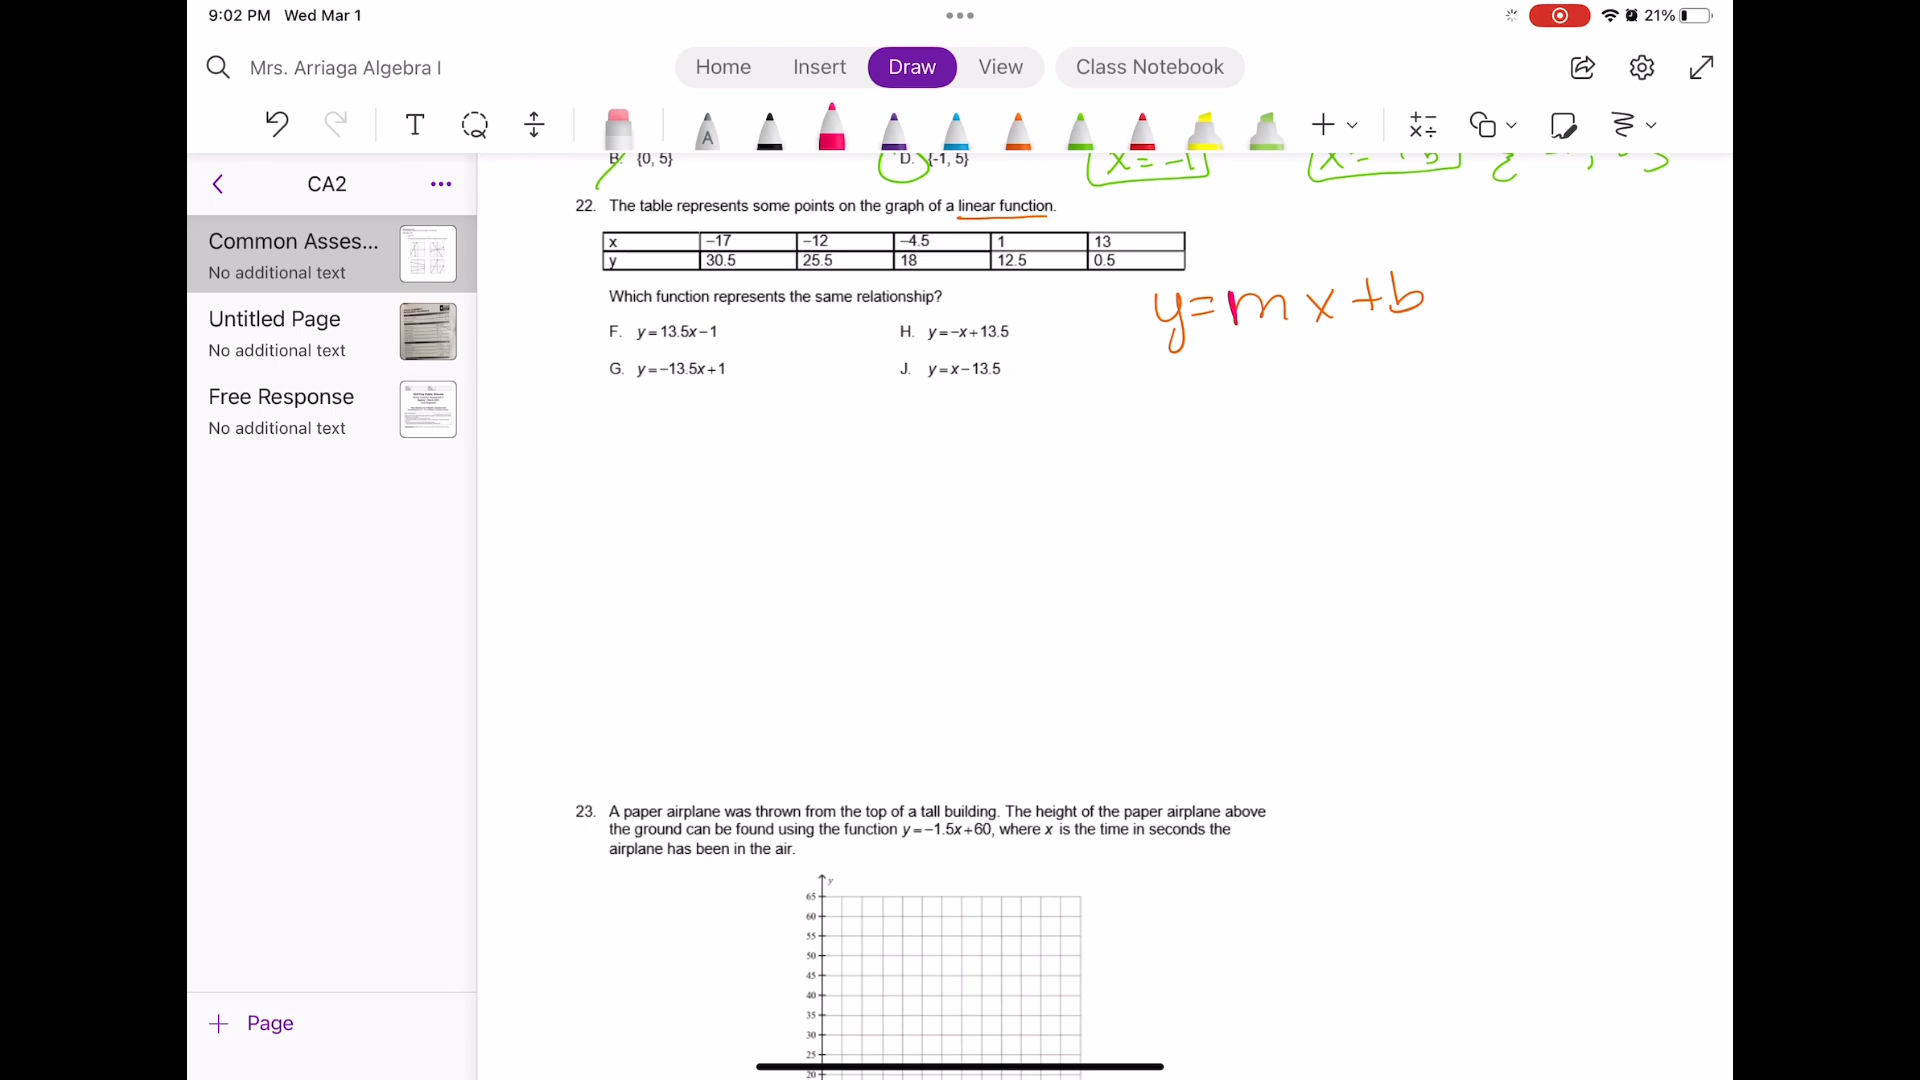 9:02 PM Wed Mar 1
21%
Mrs. Arriaga Algebra I
Home Insert Draw View Class Notebook
T A
CA2
Common Asses...
No additional text
Untitled Page
No additional text
Free Response
No additional text
Page
B. {0, 5} D. {-1, 5} x = -1
22. The table represents some points on the graph of a linear function.
x −17 −12 −4.5 1 13
y 30.5 25.5 18 12.5 0.5
Which function represents the same relationship?
y=mx+b
F. y=13.5x−1 H. y=−x+13.5
G. y=−13.5x+1 J. y=x−13.5
23. A paper airplane was thrown from the top of a tall building. The height of the paper airplane above
the ground can be found using the function y=−1.5x+60, where x is the time in seconds the
airplane has been in the air.
y
65
60
55
50
45
40
35
30
25
20